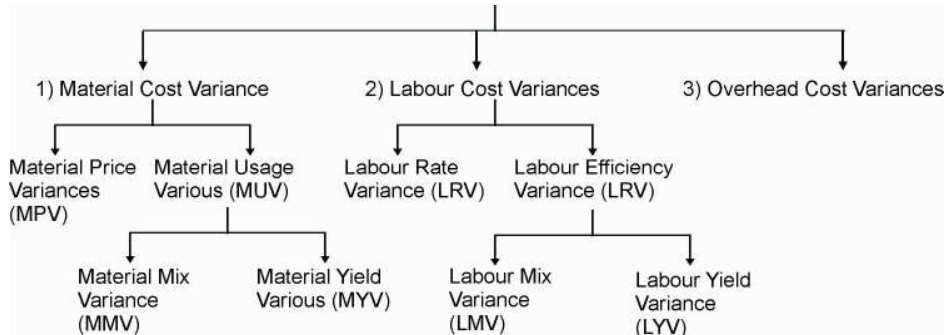 1) Material Cost Variance
2) Labour Cost Variances
3) Overhead Cost Variances
Material Price
Variances
(MPV)
Material Usage
Various (MUV)
Labour Rate
Variance (LRV)
Labour Efficiency
Variance (LRV)
Material Mix
Variance
(MMV)
Material Yield
Various (MYV)
Labour Mix
Variance
(LMV)
Labour Yield
Variance
(LYV)